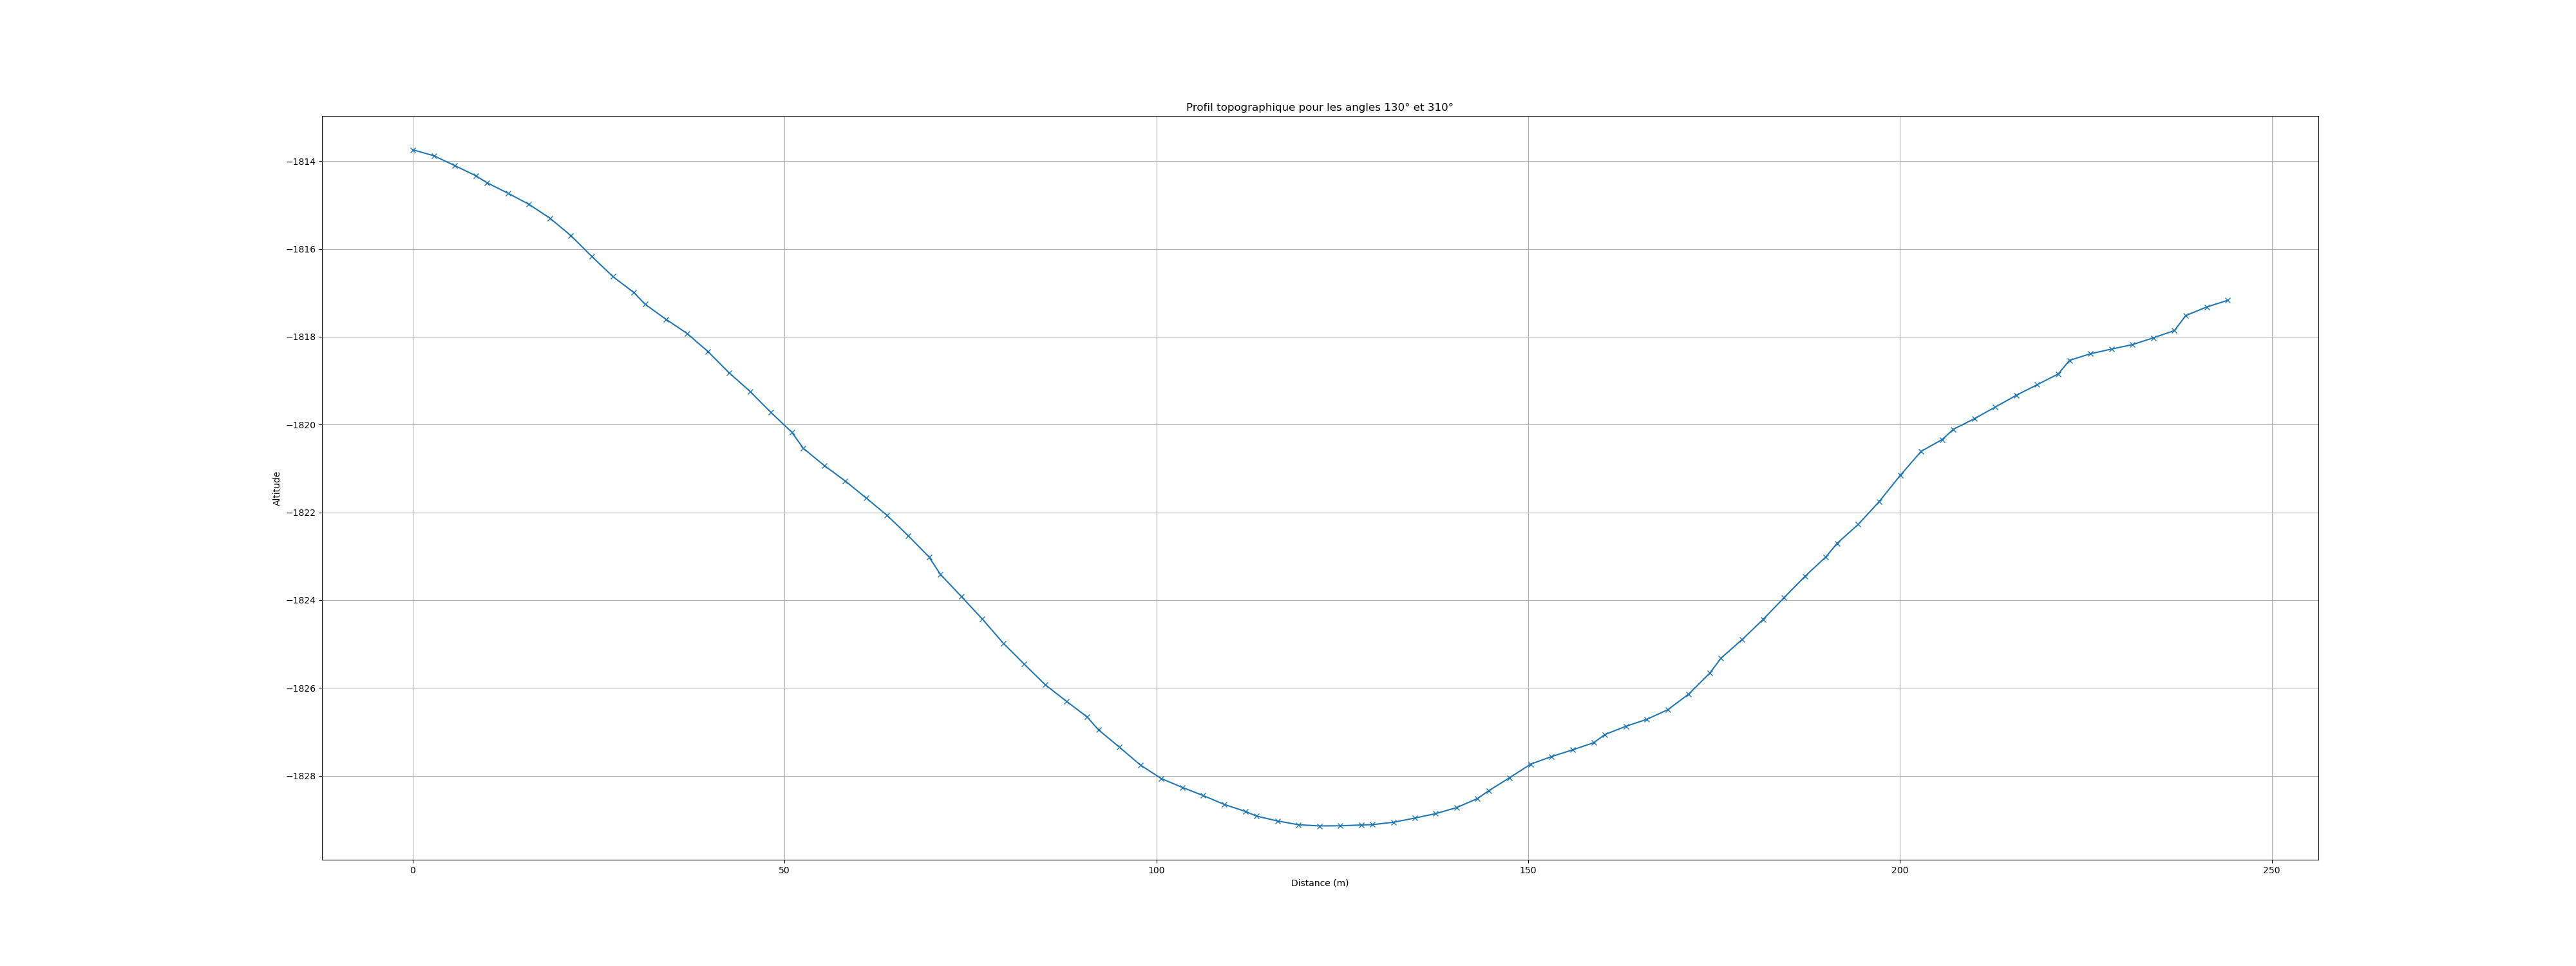 Profil topographique pour les angles 130° et 310°
−1814
−1816
−1818
−1820
−1822
−1824
−1826
−1828
Altitude
0 50 100 150 200 250
Distance (m)